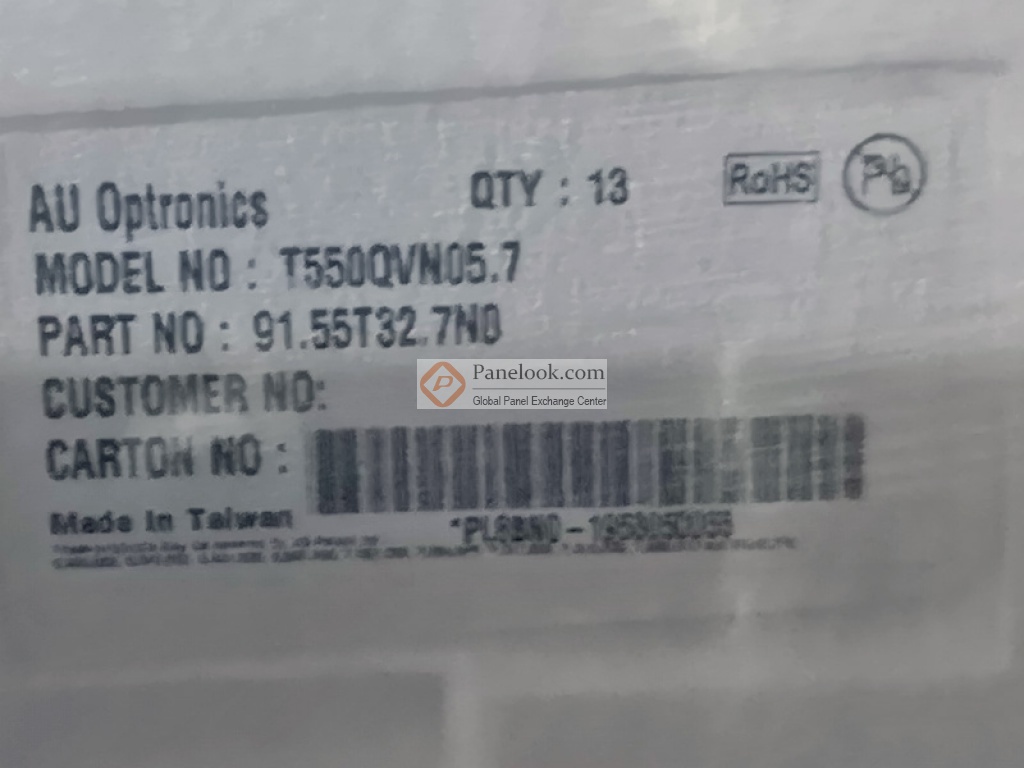 AU Optronics QTY : 13 RoHS Pb
MODEL NO : T550QVN05.7
PART NO : 91.55T32.7N0
Panelook.com
Global Panel Exchange Center
CUSTOMER NO:
CARTON NO :
Made In Taiwan